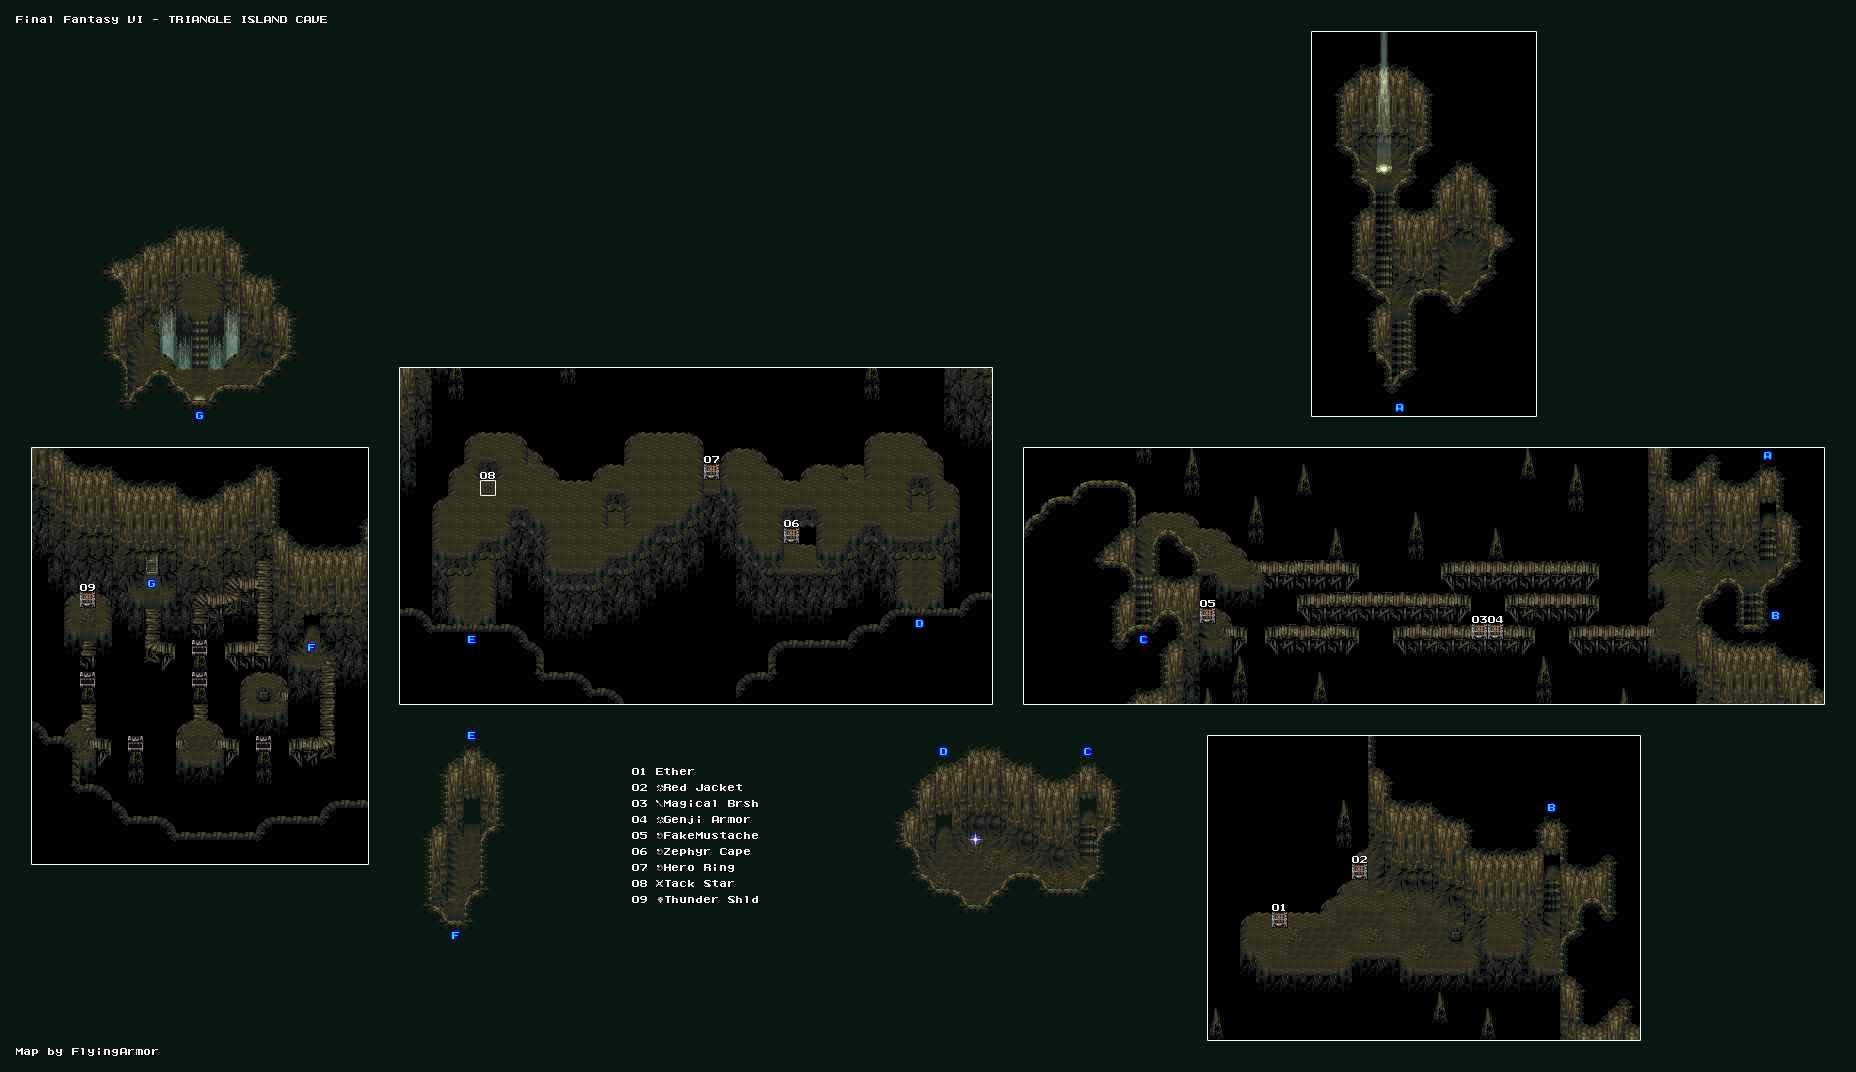 Final Fantasy VI - TRIANGLE ISLAND CAVE
A
G
A
07
08
06
G
09
05
0304
B
F
D
E
C
E
D
C
01 Ether
02 Red Jacket
03 Magical Brsh
04 Genji Armor
05 FakeMustache
06 Zephyr Cape
07 Hero Ring
08 Tack Star
09 Thunder Shld
B
02
01
F
Map by FlyingArmor